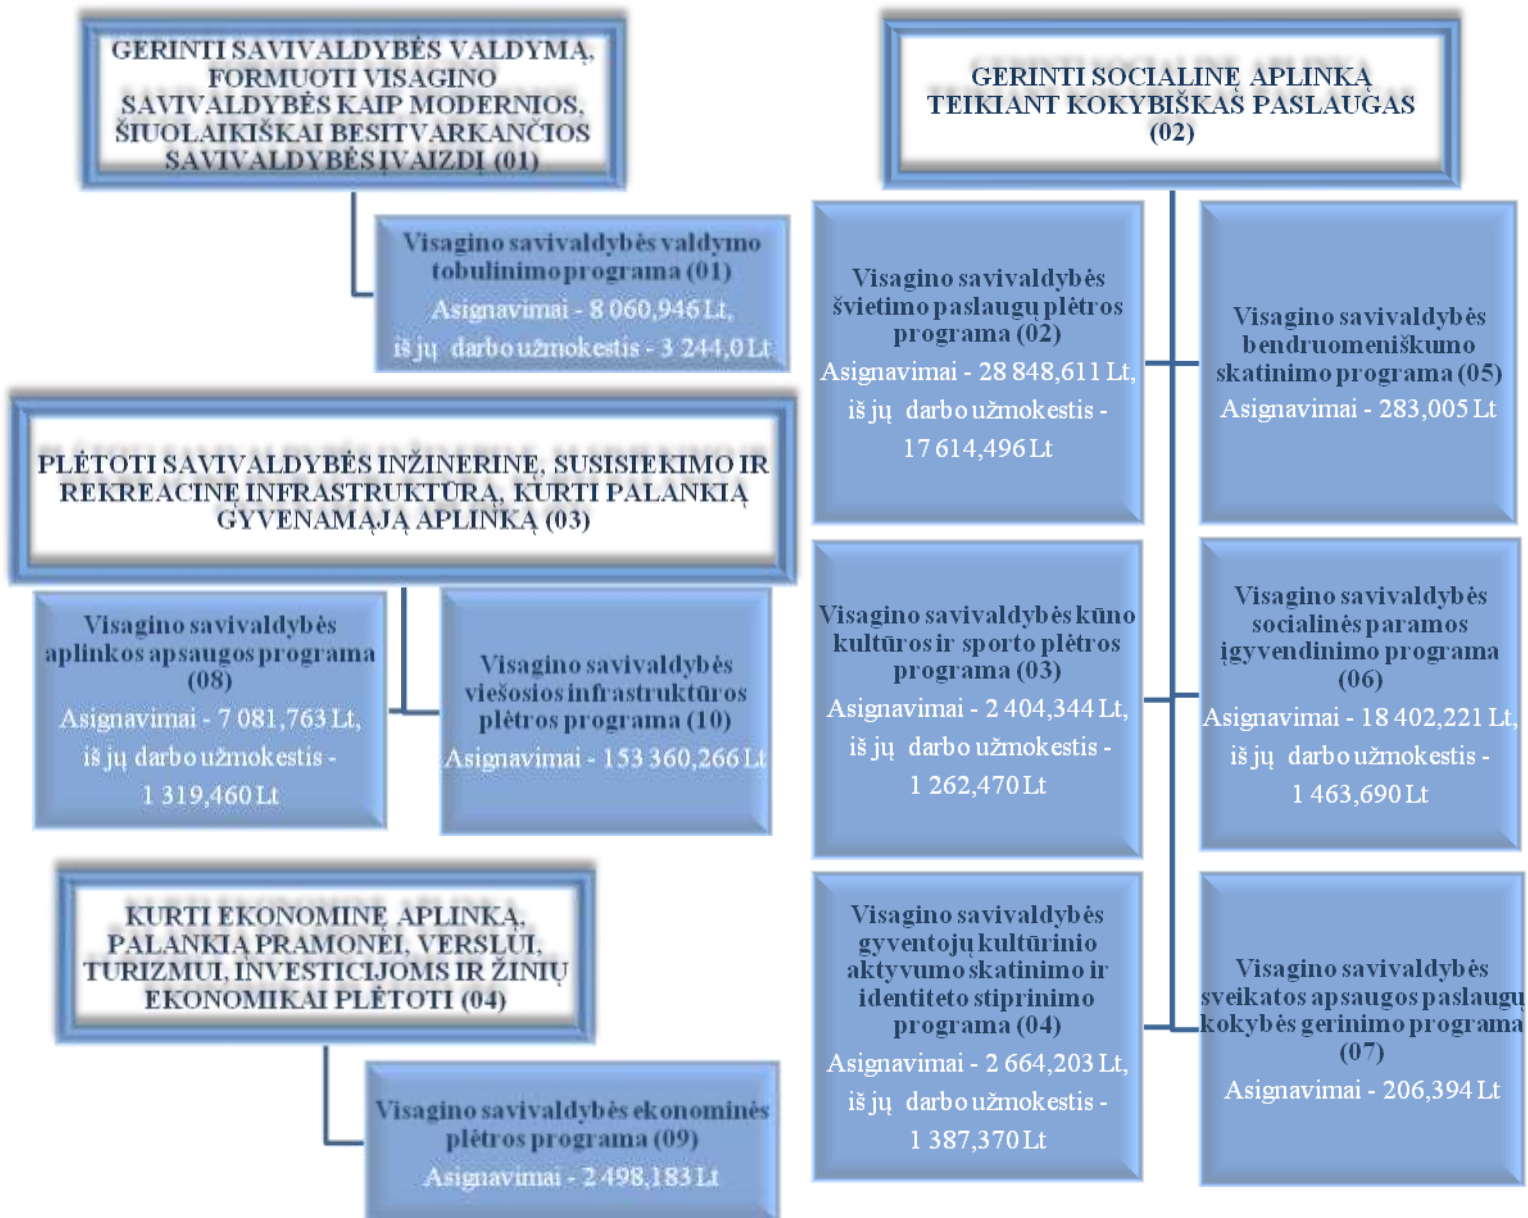 GERINTI SAVIVALDYBĖS VALDYMĄ,
FORMUOTI VISAGINO
SAVIVALDYBĖS KAIP MODERNIOS,
ŠIUOLAIKIŠKAI BESITVARKANČIOS
SAVIVALDYBĖS ĮVAIZDĮ (01)
Visagino savivaldybės valdymo
tobulinimo programa (01)
Asignavimai - 8 060,946 Lt,
iš jų darbo užmokestis - 3 244,0 Lt
PLĖTOTI SAVIVALDYBĖS INŽINERINĘ, SUSISIEKIMO IR
REKREACINĘ INFRASTRUKTŪRĄ, KURTI PALANKIĄ
GYVENAMĄJĄ APLINKĄ (03)
Visagino savivaldybės
aplinkos apsaugos programa
(08)
Asignavimai - 7 081,763 Lt,
iš jų darbo užmokestis -
1 319,460 Lt
Visagino savivaldybės
viešosios infrastruktūros
plėtros programa (10)
Asignavimai - 153 360,266 Lt
KURTI EKONOMINĘ APLINKĄ,
PALANKIĄ PRAMONEI, VERSLUI,
TURIZMUI, INVESTICIJOMS IR ŽINIŲ
EKONOMIKAI PLĖTOTI (04)
Visagino savivaldybės ekonominės
plėtros programa (09)
Asignavimai - 2 498,183 Lt
GERINTI SOCIALINĘ APLINKĄ
TEIKIANT KOKYBIŠKAS PASLAUGAS
(02)
Visagino savivaldybės
švietimo paslaugų plėtros
programa (02)
Asignavimai - 28 848,611 Lt,
iš jų darbo užmokestis -
17 614,496 Lt
Visagino savivaldybės
bendruomeniškumo
skatinimo programa (05)
Asignavimai - 283,005 Lt
Visagino savivaldybės kūno
kultūros ir sporto plėtros
programa (03)
Asignavimai - 2 404,344 Lt,
iš jų darbo užmokestis -
1 262,470 Lt
Visagino savivaldybės
socialinės paramos
įgyvendinimo programa
(06)
Asignavimai - 18 402,221 Lt,
iš jų darbo užmokestis -
1 463,690 Lt
Visagino savivaldybės
gyventojų kultūrinio
aktyvumo skatinimo ir
identiteto stiprinimo
programa (04)
Asignavimai - 2 664,203 Lt,
iš jų darbo užmokestis -
1 387,370 Lt
Visagino savivaldybės
sveikatos apsaugos paslaugų
kokybės gerinimo programa
(07)
Asignavimai - 206,394 Lt